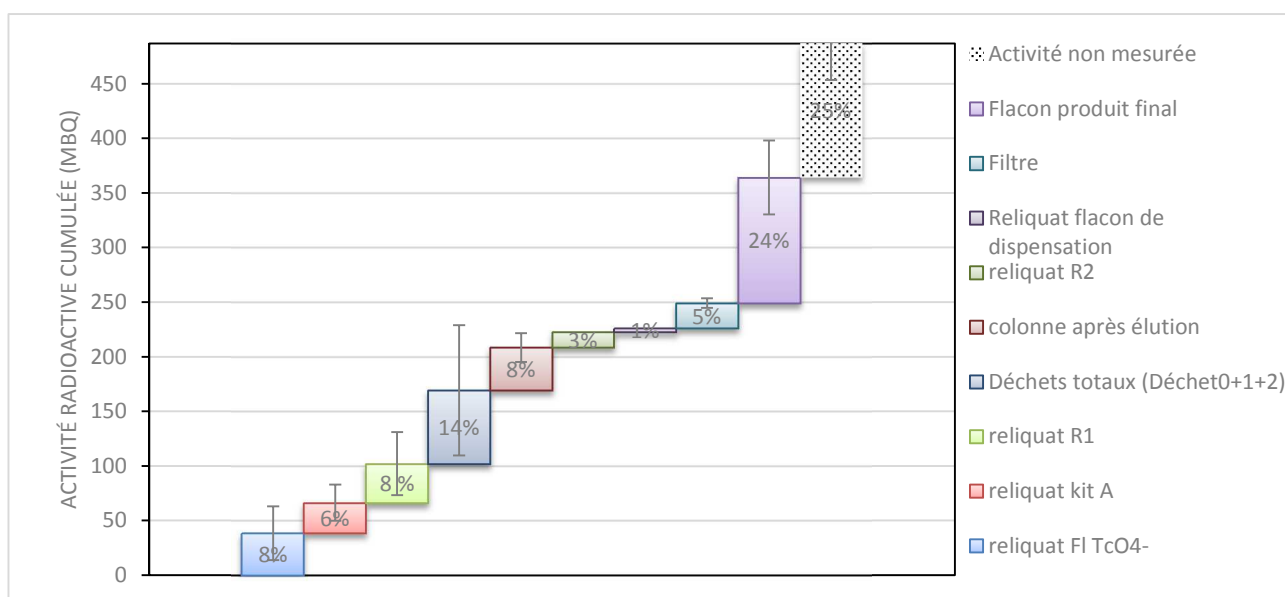 ACTIVITÉ RADIOACTIVE CUMULÉE (MBQ)
450
400
350
300
250
200
150
100
50
0
8%
6%
8 %
14%
8%
3%
1%
5%
24%
25%
Activité non mesurée
Flacon produit final
Filtre
Reliquat flacon de
dispensation
reliquat R2
colonne après élution
Déchets totaux (Déchet0+1+2)
reliquat R1
reliquat kit A
reliquat Fl TcO4-